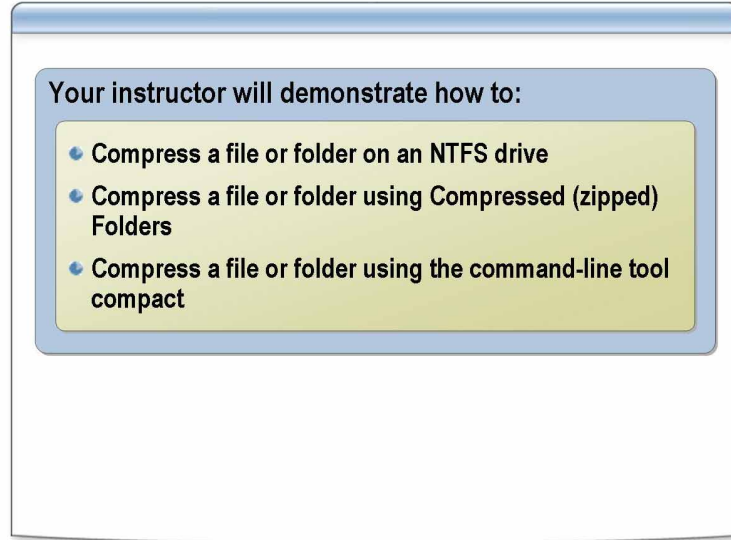 Your instructor will demonstrate how to:
Compress a file or folder on an NTFS drive
Compress a file or folder using Compressed (zipped)
Folders
Compress a file or folder using the command-line tool
compact